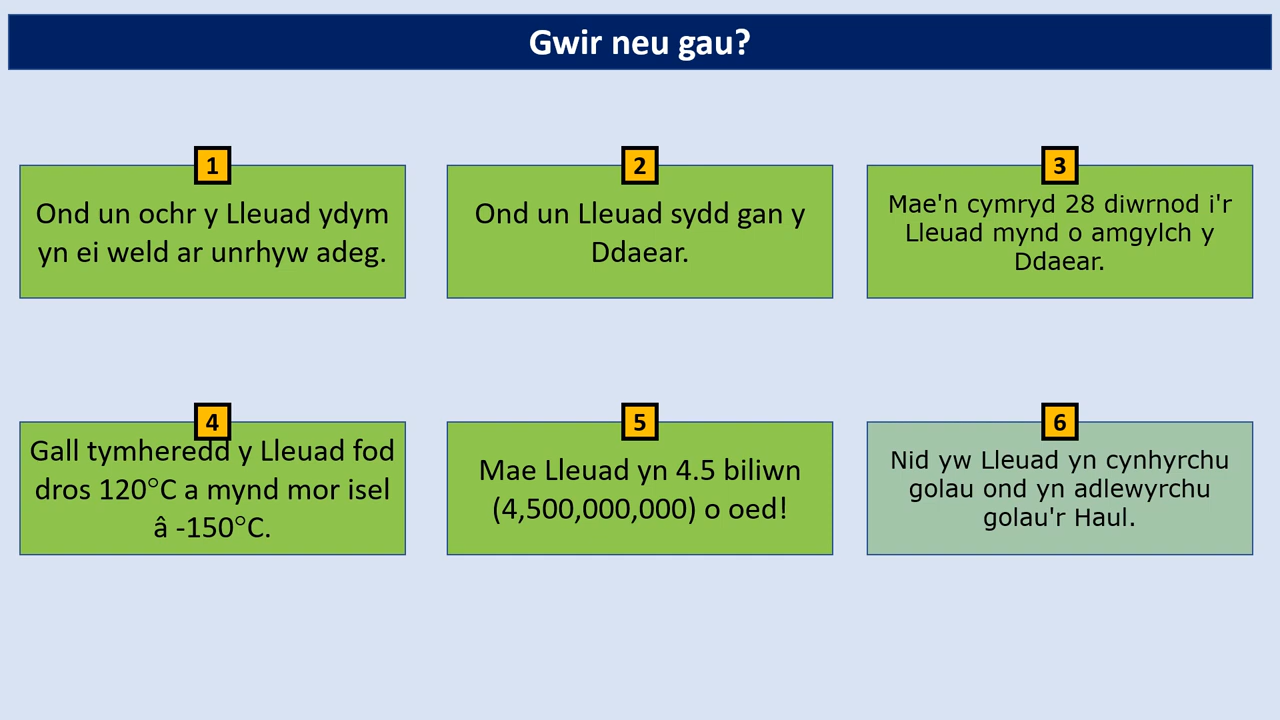 Gwir neu gau?
1
Ond un ochr y Lleuad ydym
yn ei weld ar unrhyw adeg.
2
Ond un Lleuad sydd gan y
Ddaear.
3
Mae'n cymryd 28 diwrnod i'r
Lleuad mynd o amgylch y
Ddaear.
4
Gall tymheredd y Lleuad fod
dros 120°C a mynd mor isel
â -150°C.
5
Mae Lleuad yn 4.5 biliwn
(4,500,000,000) o oed!
6
Nid yw Lleuad yn cynhyrchu
golau ond yn adlewyrchu
golau'r Haul.